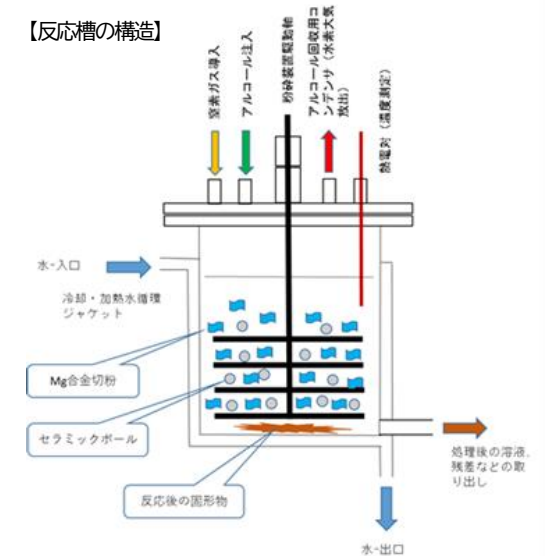 【反応槽の構造】
窒素ガス導入
アルコール注入
粉砕装置駆動軸
アルコール回収用コ
ンデンサ（水素大気
放出）
熱電対（温度測定）
水-入口
冷却・加熱水循環
ジャケット
Mg合金切粉
セラミックボール
反応後の固形物
処理後の溶液、
残差などの取
り出し
水-出口